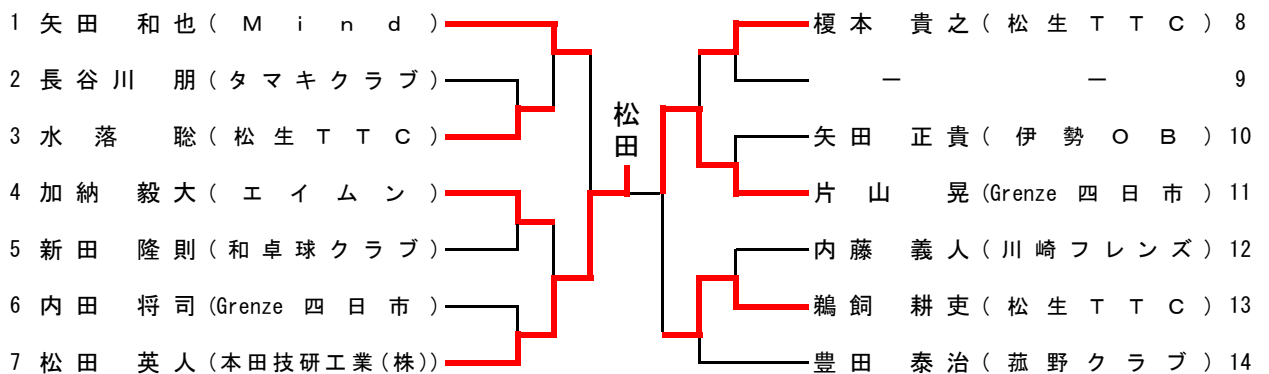 1 矢田 和也 (Mind)
2 長谷川 朋 (タマキクラブ)
3 水落 聡 (松生TTC)
4 加納 毅大 (エイムン)
5 新田 隆則 (和卓球クラブ)
6 内田 将司 (Grenze 四日市)
7 松田 英人 (本田技研工業(株))
松田
榎本 貴之 (松生TTC) 8
― ― 9
矢田 正貴 (伊勢OB) 10
片山 晃 (Grenze 四日市) 11
内藤 義人 (川崎フレンズ) 12
鵜飼 耕吏 (松生TTC) 13
豊田 泰治 (菰野クラブ) 14